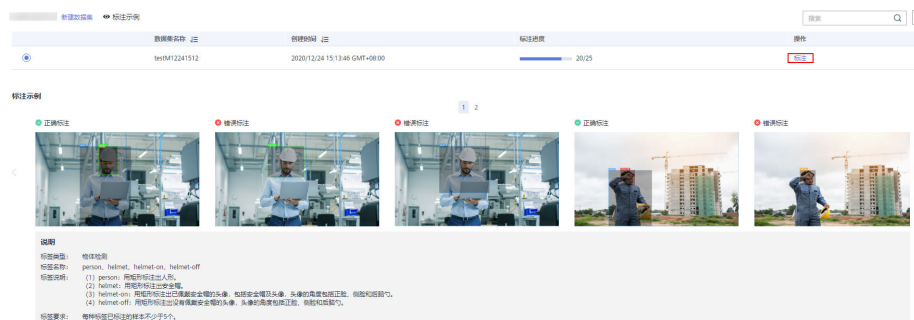 新建数据集 标注示例 搜索
数据集名称 创建时间 标注进度 操作
testM12241512 2020/12/24 15:13:46 GMT+08:00 20/25 标注
标注示例
1 2
正确标注 错误标注 错误标注 正确标注 错误标注
说明
标签类型： 物体检测
标签名称： person、helmet、helmet-on、helmet-off
标签说明： （1）person：用矩形标注出人形。
（2）helmet：用矩形标注出安全帽。
（3）helmet-on：用矩形标注出已佩戴安全帽的头像，包括安全帽及头像、头像的角度包括正脸、侧脸和后脑勺。
（4）helmet-off：用矩形标注出没有佩戴安全帽的头像，头像的角度包括正脸、侧脸和后脑勺。
标签要求： 每种标签已标注的样本不少于5个。